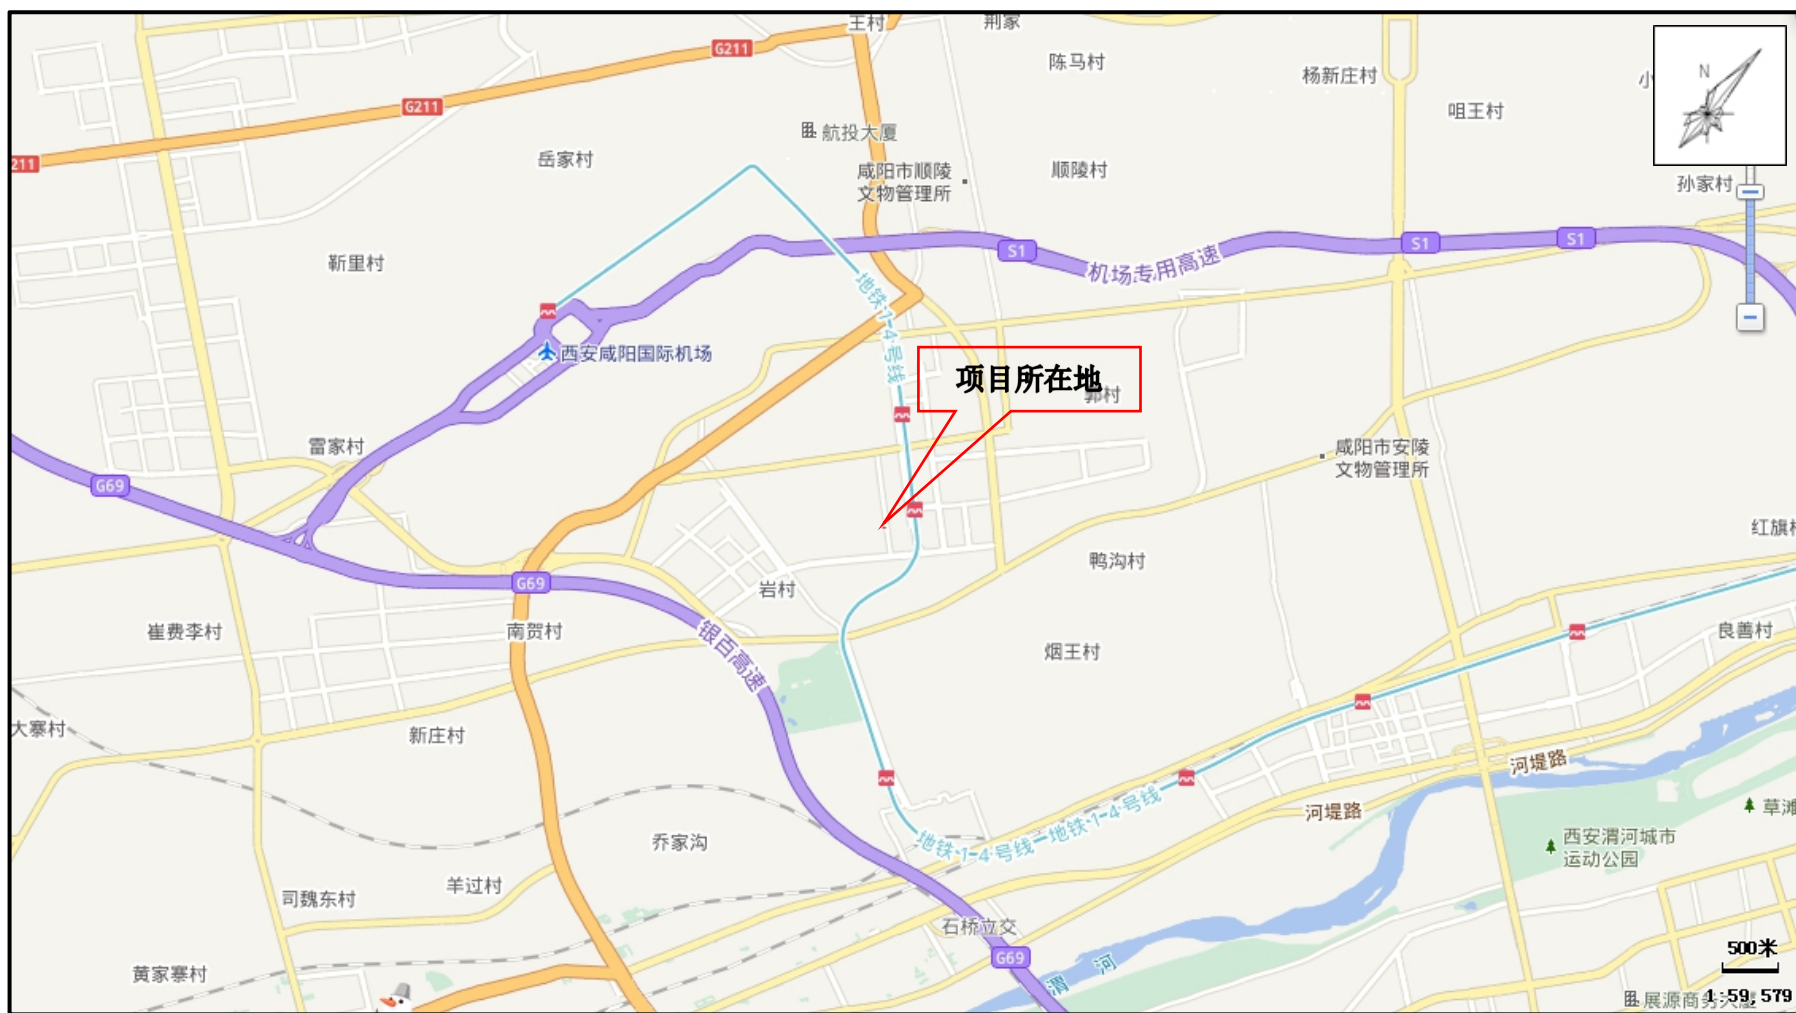 王村
荆家
G211
陈马村
杨新庄村
小
N
G211
咀王村
航投大厦
211
岳家村
咸阳市顺陵
文物管理所
顺陵村
孙家村
S1
S1
S1
机场专用高速
靳里村
地铁14号线
西安咸阳国际机场
项目所在地
郭村
雷家村
咸阳市安陵
文物管理所
G69
红旗村
鸭沟村
G69
岩村
崔费李村
南贺村
银百高速
烟王村
良善村
大寨村
新庄村
河堤路
河堤路
草滩
地铁14号线
地铁14号线
乔家沟
西安渭河城市
运动公园
羊过村
司魏东村
石桥立交
G69
渭河
500米
黄家寨村
展源商务大厦
1:59,579